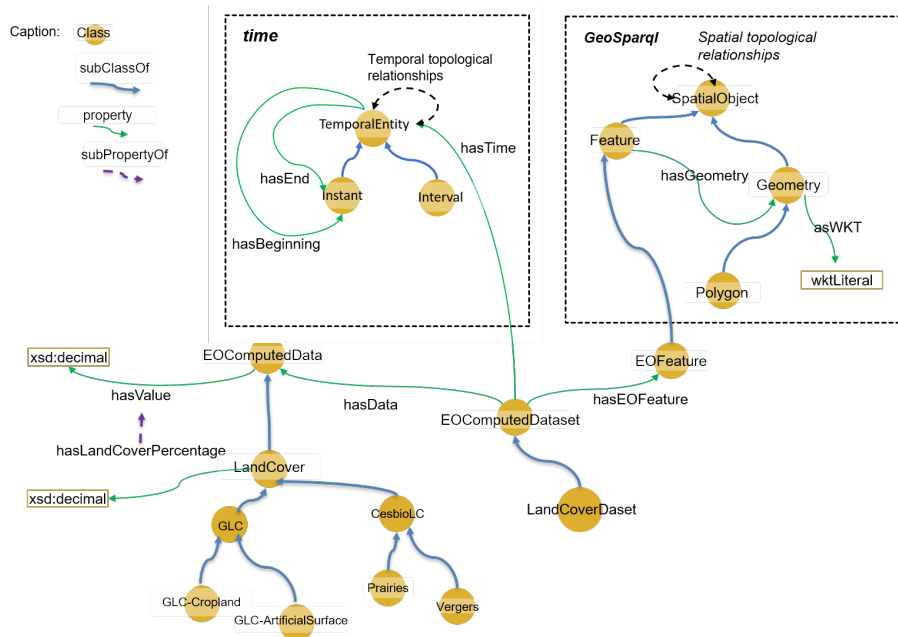 Caption:
Class
subClassOf
property
subPropertyOf
time
Temporal topological
relationships
TemporalEntity
hasTime
hasEnd
Instant
Interval
hasBeginning
GeoSparql
Spatial topological
relationships
SpatialObject
Feature
hasGeometry
Geometry
asWKT
wktLiteral
Polygon
EOComputedData
xsd:decimal
hasValue
hasData
EOFeature
hasEOFeature
EOComputedDataset
hasLandCoverPercentage
LandCover
xsd:decimal
LandCoverDaset
GLC
CesbioLC
Prairies
Vergers
GLC-Cropland
GLC-ArtificialSurface